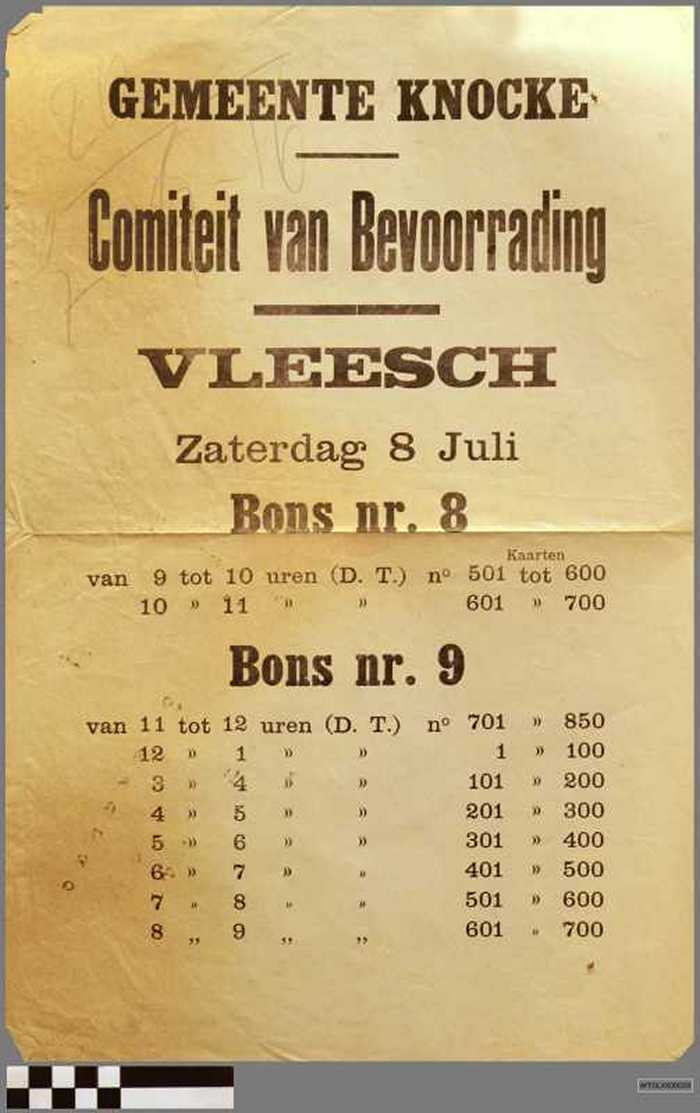 GEMEENTE KNOCKE
Comiteit van Bevoorrading
VLEESCH
Zaterdag 8 Juli
Bons nr. 8
Kaarten
van 9 tot 10 uren (D. T.) nº 501 tot 600
10 » 11 » » 601 » 700
Bons nr. 9
van 11 tot 12 uren (D. T.) nº 701 » 850
12 » 1 » » 1 » 100
3 » 4 » » 101 » 200
4 » 5 » » 201 » 300
5 » 6 » » 301 » 400
6 » 7 » » 401 » 500
7 » 8 » » 501 » 600
8 ,, 9 ,, ,, 601 » 700